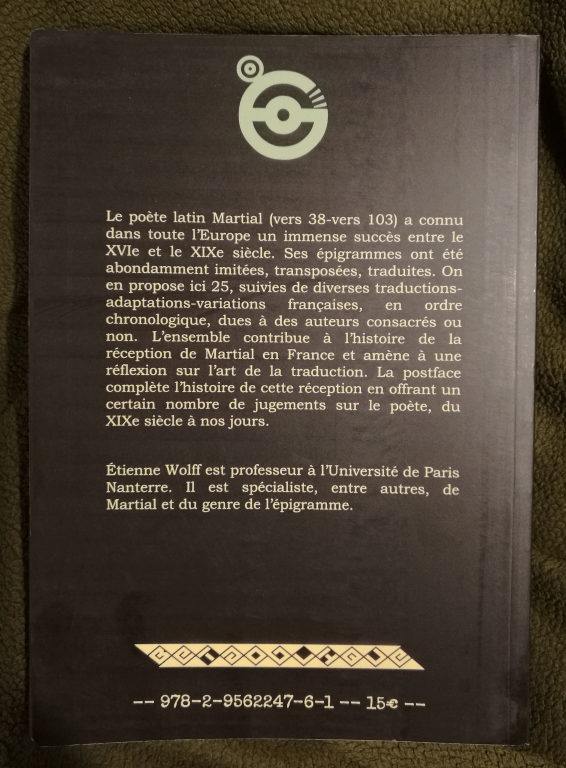 Le poète latin Martial (vers 38-vers 103) a connu
dans toute l'Europe un immense succès entre le
XVIe et le XIXe siècle. Ses épigrammes ont été
abondamment imitées, transposées, traduites. On
en propose ici 25, suivies de diverses traductions-
adaptations-variations françaises, en ordre
chronologique, dues à des auteurs consacrés ou
non. L'ensemble contribue à l'histoire de la
réception de Martial en France et amène à une
réflexion sur l'art de la traduction. La postface
complète l'histoire de cette réception en offrant un
certain nombre de jugements sur le poète, du
XIXe siècle à nos jours.
Étienne Wolff est professeur à l'Université de Paris
Nanterre. Il est spécialiste, entre autres, de
Martial et du genre de l'épigramme.
-- 978-2-9562247-6-1 -- 15€ --